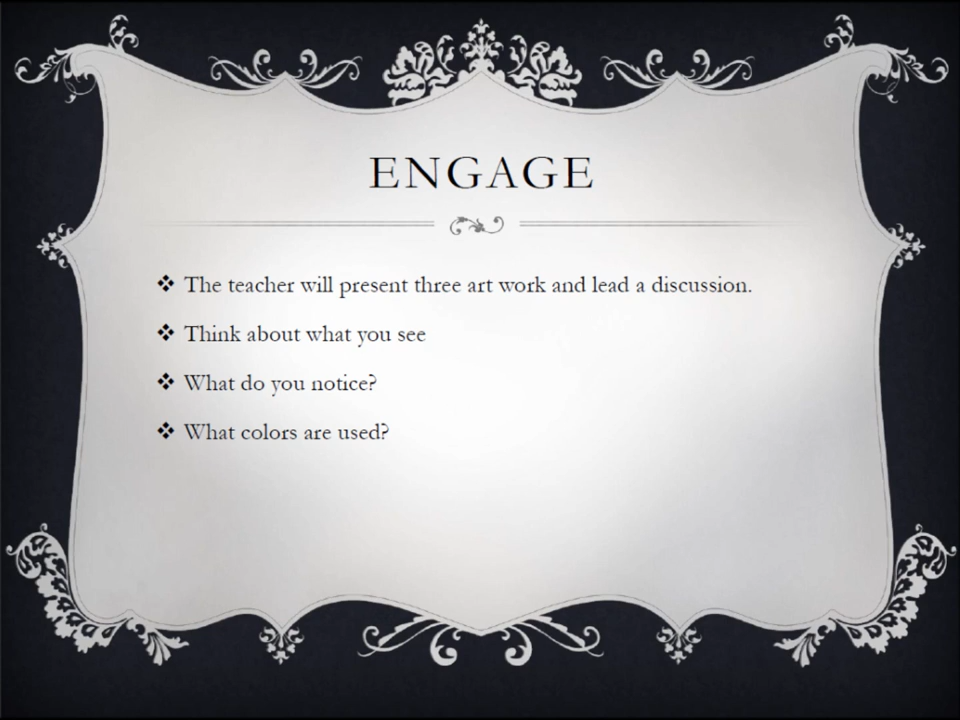 ENGAGE
❖ The teacher will present three art work and lead a discussion.
❖ Think about what you see
❖ What do you notice?
❖ What colors are used?